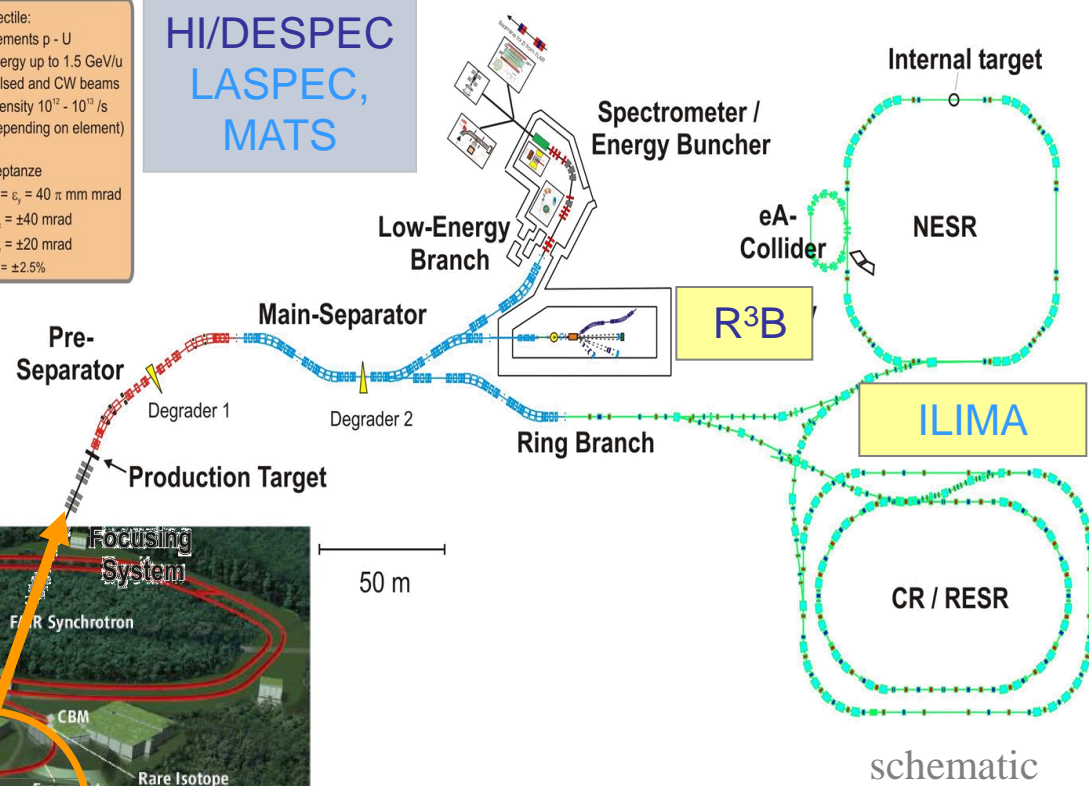 ectile:
ements p - U
ergy up to 1.5 GeV/u
lsed and CW beams
ensity 10¹² - 10¹³ /s
epending on element)
eptanze
= εy = 40 π mm mrad
= ±40 mrad
= ±20 mrad
= ±2.5%
HI/DESPEC
LASPEC,
MATS
Spectrometer /
Energy Buncher
Internal target
Low-Energy
Branch
eA-
Collider
NESR
Main-Separator
R³B
Pre-
Separator
Degrader 1
Degrader 2
Ring Branch
ILIMA
Production Target
Focusing
System
50 m
FAIR Synchrotron
CR / RESR
CBM
Rare Isotope
schematic